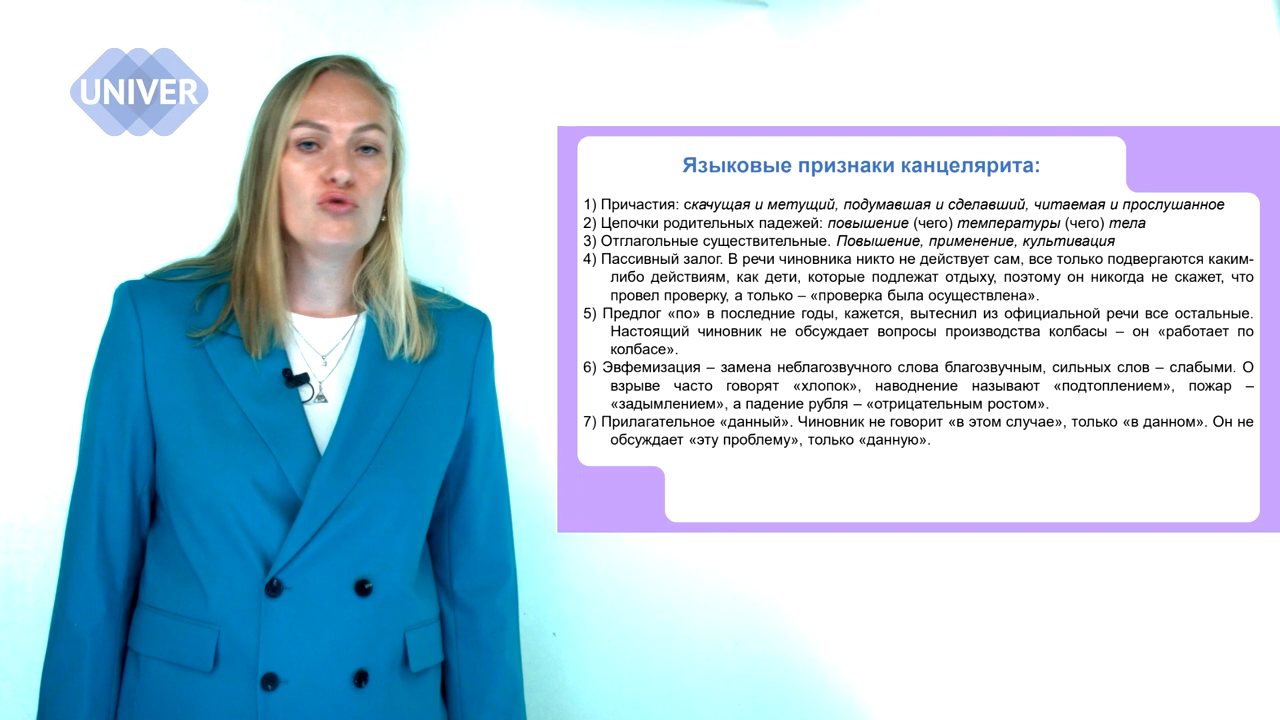 UNIVER
Языковые признаки канцелярита:
1) Причастия: скачущая и метущий, подумавшая и сделавший, читаемая и прослушанное
2) Цепочки родительных падежей: повышение (чего) температуры (чего) тела
3) Отглагольные существительные. Повышение, применение, культивация
4) Пассивный залог. В речи чиновника никто не действует сам, все только подвергаются каким-
либо действиям, как дети, которые подлежат отдыху, поэтому он никогда не скажет, что
провел проверку, а только – «проверка была осуществлена».
5) Предлог «по» в последние годы, кажется, вытеснил из официальной речи все остальные.
Настоящий чиновник не обсуждает вопросы производства колбасы – он «работает по
колбасе».
6) Эвфемизация – замена неблагозвучного слова благозвучным, сильных слов – слабыми. О
взрыве часто говорят «хлопок», наводнение называют «подтоплением», пожар –
«задымлением», а падение рубля – «отрицательным ростом».
7) Прилагательное «данный». Чиновник не говорит «в этом случае», только «в данном». Он не
обсуждает «эту проблему», только «данную».